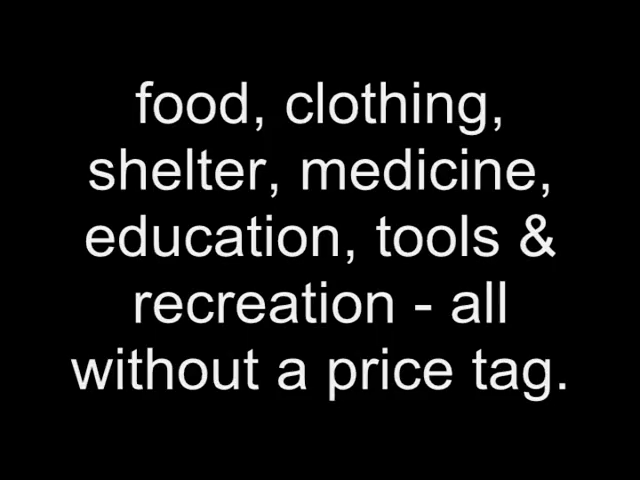 food, clothing,
shelter, medicine,
education, tools &
recreation - all
without a price tag.